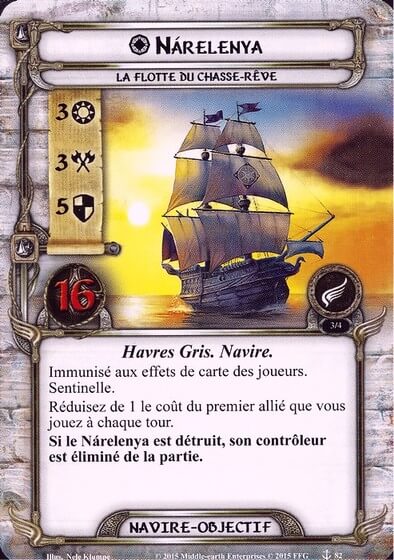 Nárelenya
La Flotte du Chasse-Rêve
3
3
5
16
3/4
Havres Gris. Navire.
Immunisé aux effets de carte des joueurs.
Sentinelle.
Réduisez de 1 le coût du premier allié que vous
jouez à chaque tour.
Si le Nárelenya est détruit, son contrôleur
est éliminé de la partie.
Navire-Objectif
Illus. Nele Klumpe
© 2015 Middle-earth Enterprises © 2015 FFG
82